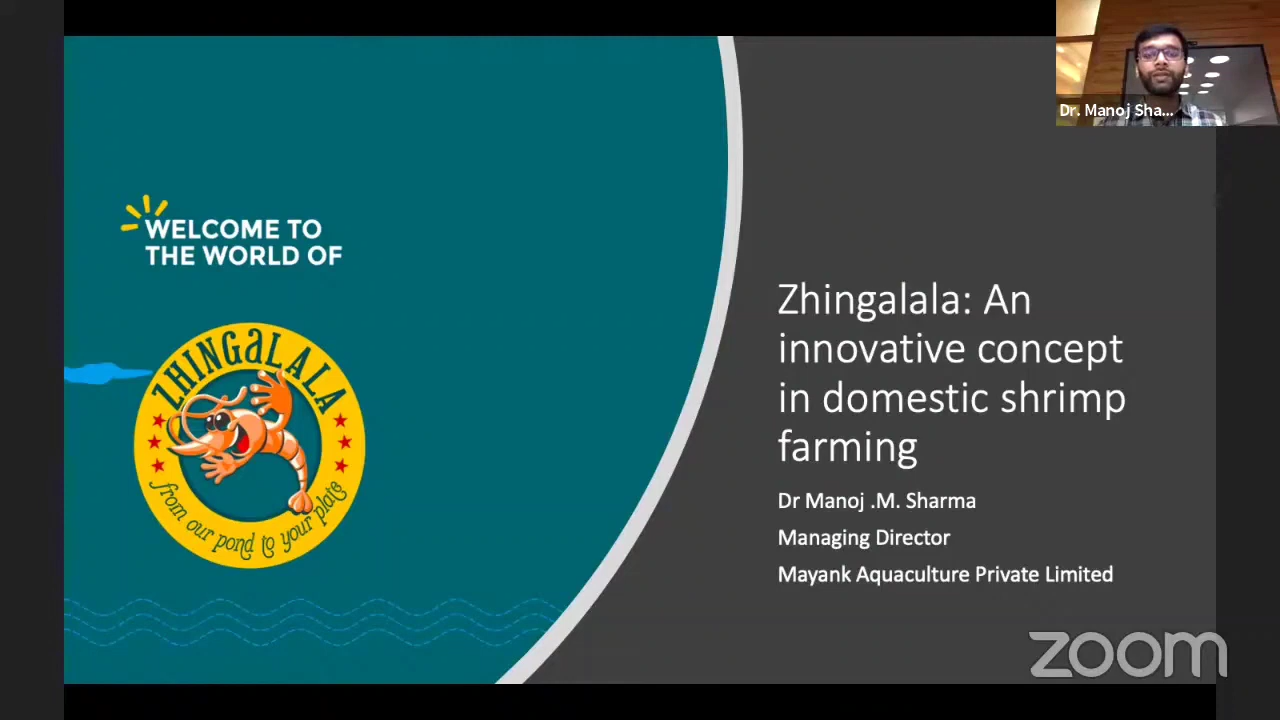 Dr. Manoj Sha...
WELCOME TO
THE WORLD OF
ZHINGALALA
from our pond to your plate
Zhingalala: An
innovative concept
in domestic shrimp
farming
Dr Manoj .M. Sharma
Managing Director
Mayank Aquaculture Private Limited
zoom